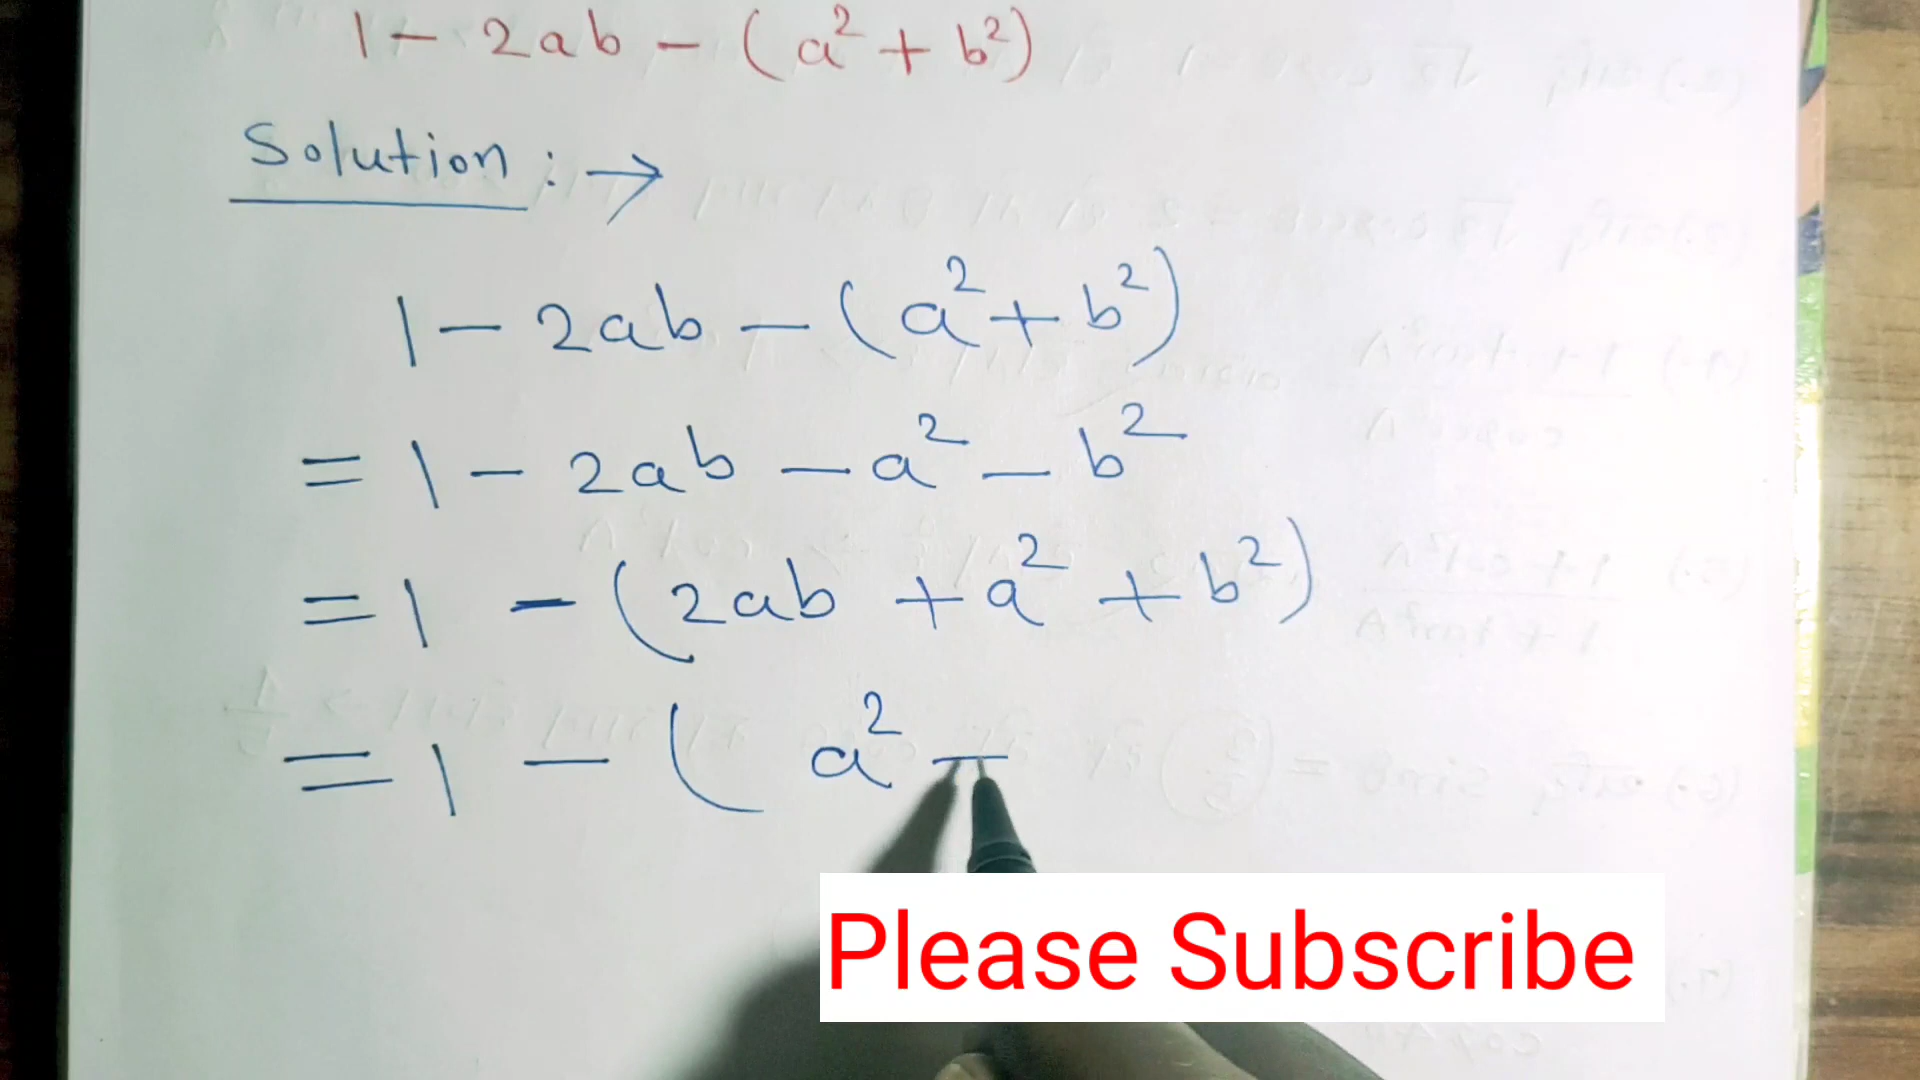 1 - 2ab - (a² + b²)
Solution :→
1 - 2ab - (a² + b²)
= 1 - 2ab - a² - b²
= 1 - (2ab + a² + b²)
= 1 - ( a² -
Please Subscribe